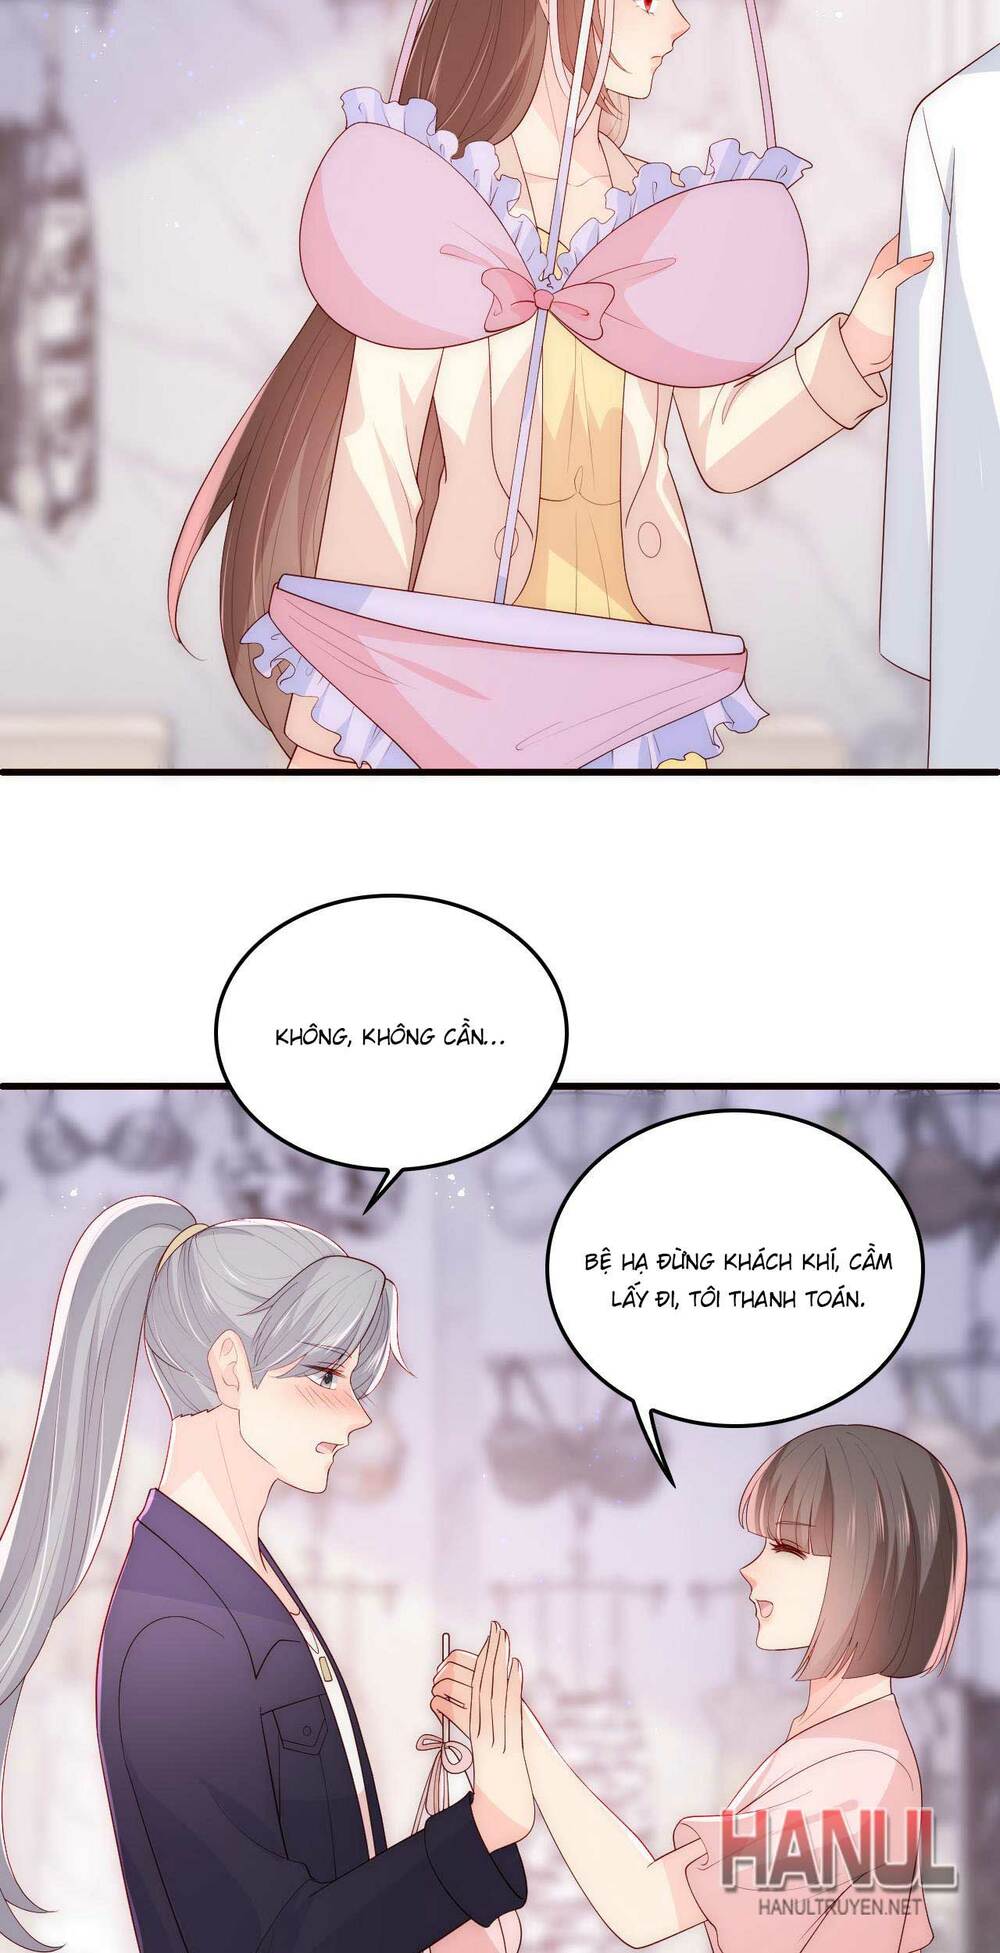 KHÔNG, KHÔNG CẦN...
BỆ HẠ ĐỪNG KHÁCH KHÍ, CẦM
LẤY ĐI, TÔI THANH TOÁN.
HANUL
HANULTRUYEN.NET